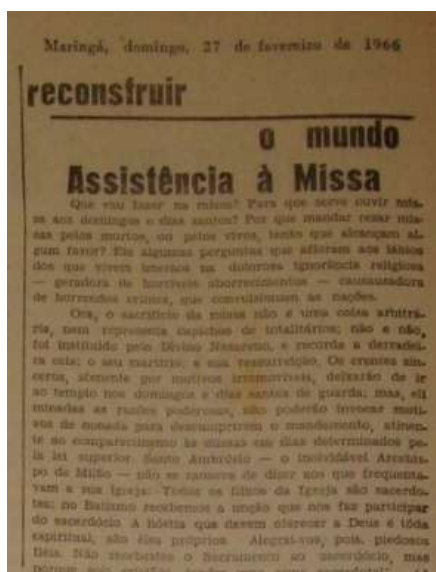 Maringá, domingo, 27 de fevereiro de 1966
reconstruir
o mundo
Assistência à Missa
Que vou fazer na missa? Para que serve ouvir mis-
sa aos domingos e dias santos? Por que mandar rezar mis-
sas pelos mortos, ou pelos vivos, tento que alcançam al-
gum favor? Eis algumas perguntas que afloram aos lábios
dos que vivem imersos na dolorosa ignorância religiosa
— geradora de horríveis aborrecimentos — causasadora
de horrendos crimes, que convulsionam as nações.
Ora, o sacrifício da missa não é uma coisa arbitrá-
ria, nem representa capichos de totalitários; não e não,
foi instituído pelo Divino Nazareno, e recorda a derradei-
ra ceia; o seu martírio; a sua ressurreição. Os crentes sin-
ceros, sòmente por motivos irremovíveis, deixarão de ir
ao templo nos domingos e dias santos de guarda; mas, eli
minadas as razões poderosas, não poderão invocar moti-
vos de nonada para descumprirem o mandamento, atinen-
te ao comparecimento às missas em dias determinados pe
la lei superior. Santo Ambrósio — o inolvidável Arcebis-
po de Milão — não se cansava de dizer aos que frequenta-
vam a sua Igreja: Todos os filhos da Igreja são sacerdo-
tes; no Batismo recebemos a unção que nos faz participar
do sacerdócio. A hóstia que devem oferecer a Deus é tôda
espiritual, são êles próprios. Alegrai-vos, pois, piedosos
fiéis. Não recebestes o Sacramento do sacerdócio, mas